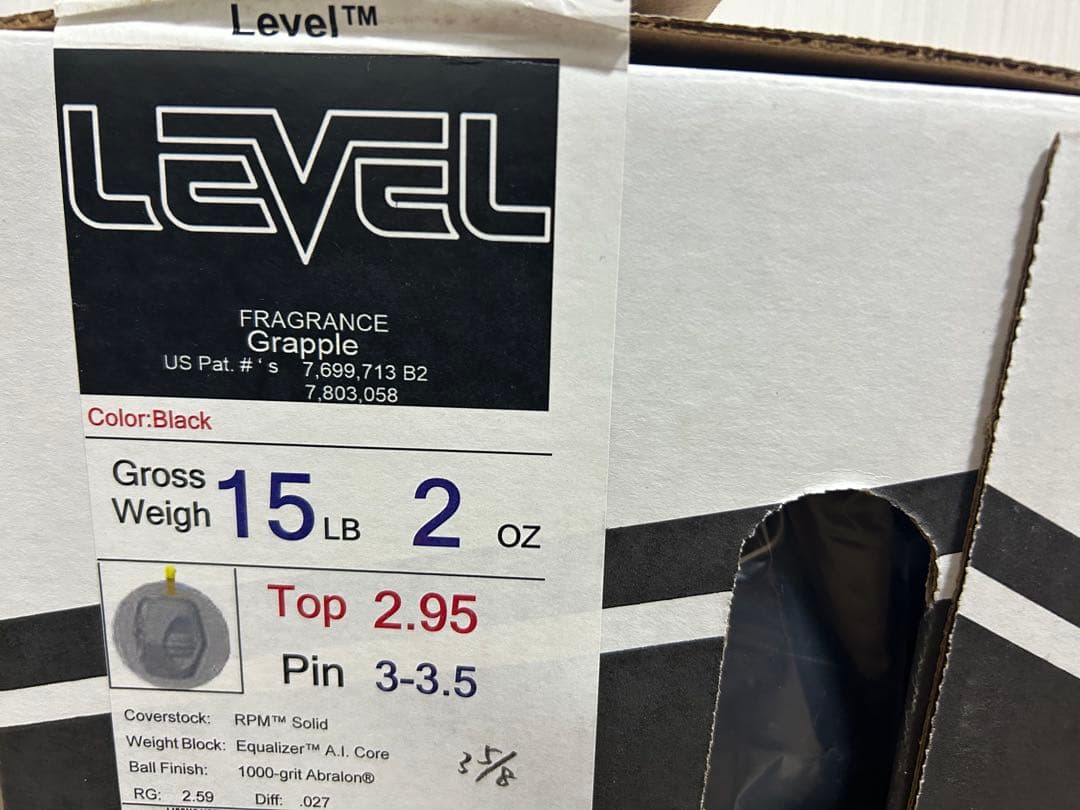 Level™
LEVEL
FRAGRANCE
Grapple
US Pat. # ‘ s 7,699,713 B2
7,803,058
Color:Black
Gross
Weigh 15 LB 2 OZ
Top 2.95
Pin 3-3.5
Coverstock: RPM™ Solid
Weight Block: Equalizer™ A.I. Core
Ball Finish: 1000-grit Abralon®
3 5/8
RG: 2.59 Diff: .027